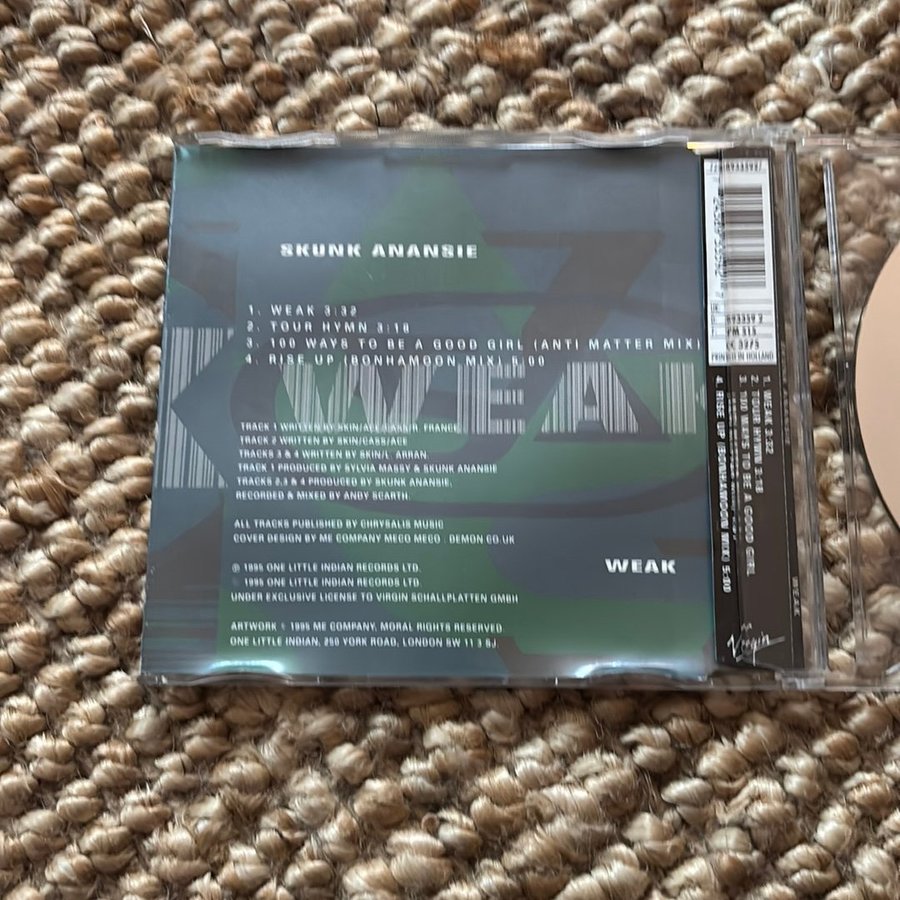 SKUNK ANANSIE
1. WEAK 3:32
2. TOUR HYMN 3:18
3. 100 WAYS TO BE A GOOD GIRL (ANTI MATTER MIX)
4. RISE UP (BONHAMOON MIX) 5:00
WEAK
TRACK 1 WRITTEN BY SKIN/ACE/CASS/R. FRANCE
TRACK 2 WRITTEN BY SKIN/CASS/ACE
TRACKS 3 & 4 WRITTEN BY SKIN/L. ARRAN.
TRACK 1 PRODUCED BY SYLVIA MASSY & SKUNK ANANSIE
TRACKS 2,3 & 4 PRODUCED BY SKUNK ANANSIE.
RECORDED & MIXED BY ANDY SCARTH.
ALL TRACKS PUBLISHED BY CHRYSALIS MUSIC
COVER DESIGN BY ME COMPANY MECO MECO . DEMON.CO.UK
WEAK
℗ 1995 ONE LITTLE INDIAN RECORDS LTD.
© 1995 ONE LITTLE INDIAN RECORDS LTD.
UNDER EXCLUSIVE LICENSE TO VIRGIN SCHALLPLATTEN GMBH
ARTWORK © 1995 ME COMPANY, MORAL RIGHTS RESERVED.
ONE LITTLE INDIAN, 250 YORK ROAD, LONDON SW 11 3 SJ
PM 515
PRINTED IN HOLLAND
1. WEAK 3:32
2. TOUR HYMN 3:18
3. 100 WAYS TO BE A GOOD GIRL
4. RISE UP (BONHAMOON MIX) 5:00
WEAK
Virgin